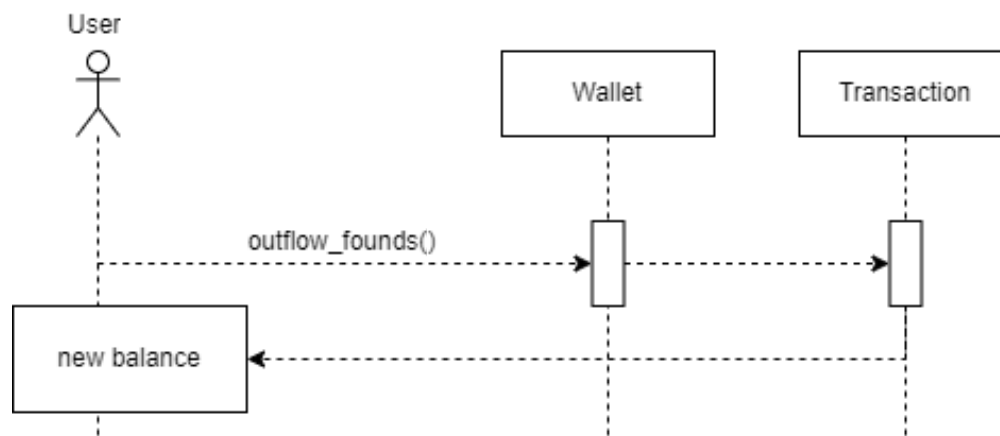 User
Wallet
Transaction
outflow_founds()
new balance